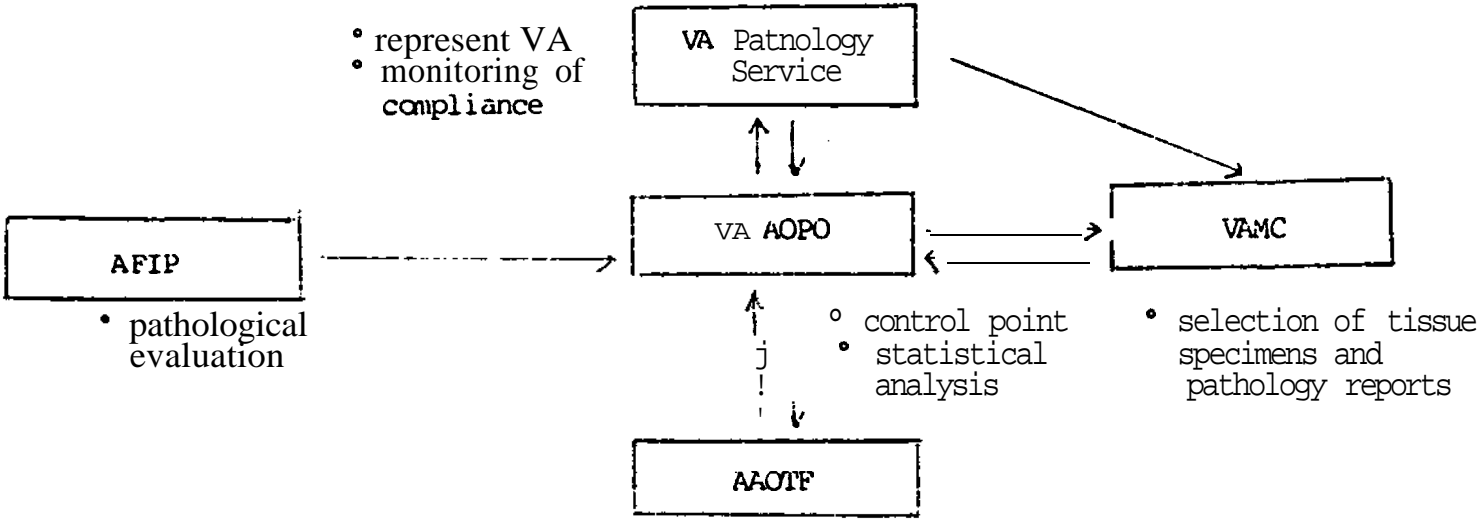 ° represent VA
° monitoring of
compliance
VA Patnology
Service
AFIP
• pathological
evaluation
VA AOPO
VAMC
° control point
° statistical
analysis
° selection of tissue
specimens and
pathology reports
AAOTF